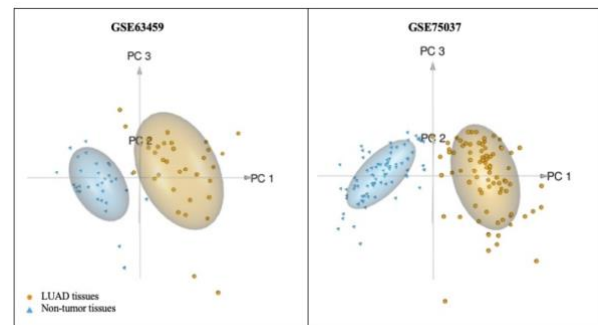 GSE63459
PC 3
PC 2
PC 1
LUAD tissues
Non-tumor tissues
GSE75037
PC 3
PC 2
PC 1